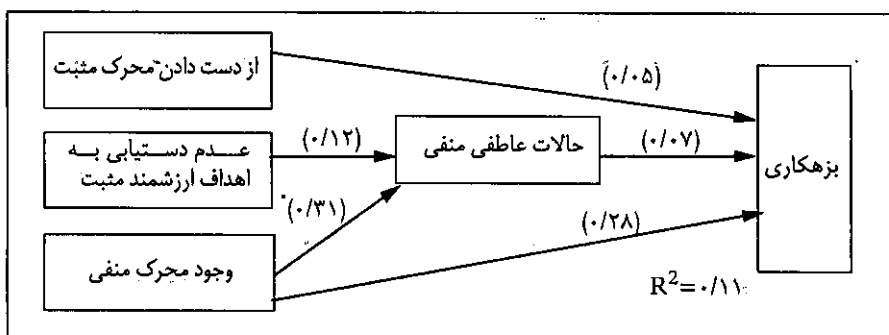 از دست دادن محرک مثبت
(۰/۰۵)
عدم دستیابی به
اهداف ارزشمند مثبت
(۰/۱۲)
حالات عاطفی منفی
(۰/۰۷)
بزهکاری
(۰/۳۱)
وجود محرک منفی
(۰/۲۸)
R²=۰/۱۱